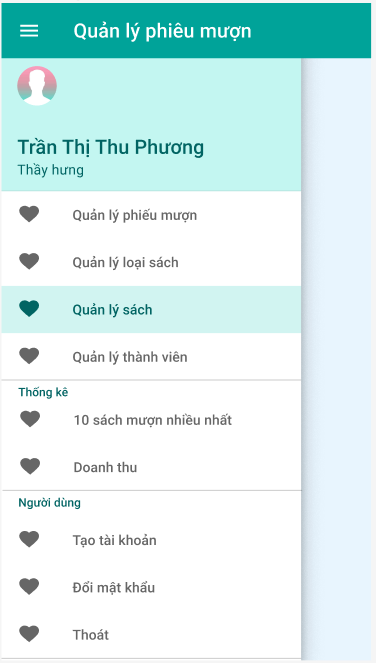 Quản lý phiêu mượn
Trần Thị Thu Phương
Thầy hưng
Quản lý phiếu mượn
Quản lý loại sách
Quản lý sách
Quản lý thành viên
Thống kê
10 sách mượn nhiều nhất
Doanh thu
Người dùng
Tạo tài khoản
Đổi mật khẩu
Thoát